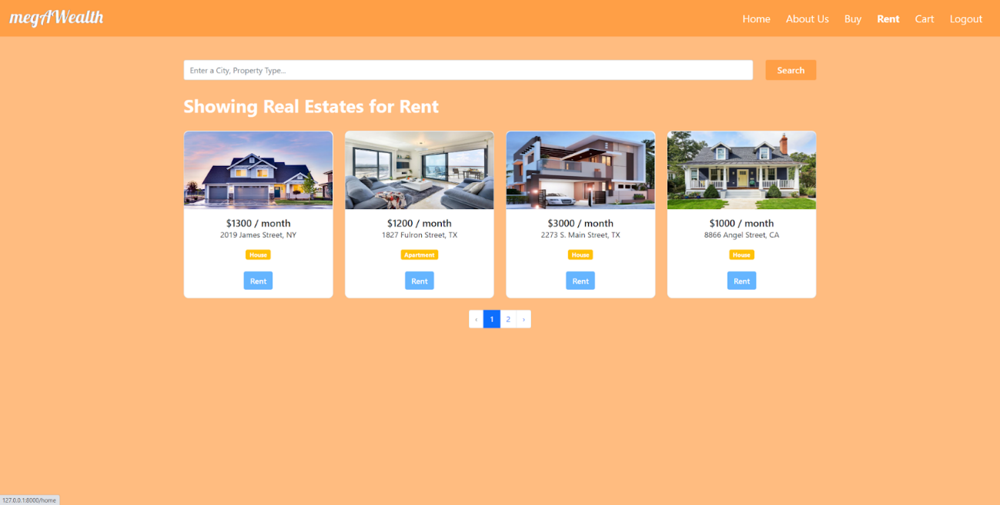 megAWealth
Home About Us Buy Rent Cart Logout
Enter a City, Property Type...
Search
Showing Real Estates for Rent
$1300 / month
2019 James Street, NY
House
Rent
$1200 / month
1827 Fulron Street, TX
Apartment
Rent
$3000 / month
2273 S. Main Street, TX
House
Rent
$1000 / month
8866 Angel Street, CA
House
Rent
‹ 1 2 ›
127.0.0.1:8000/home